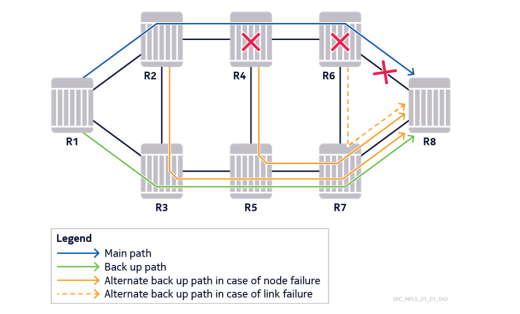 R2
R4
R6
R1
R8
R3
R5
R7
Legend
Main path
Back up path
Alternate back up path in case of node failure
Alternate back up path in case of link failure
SRC_MPLS_S1_01_040